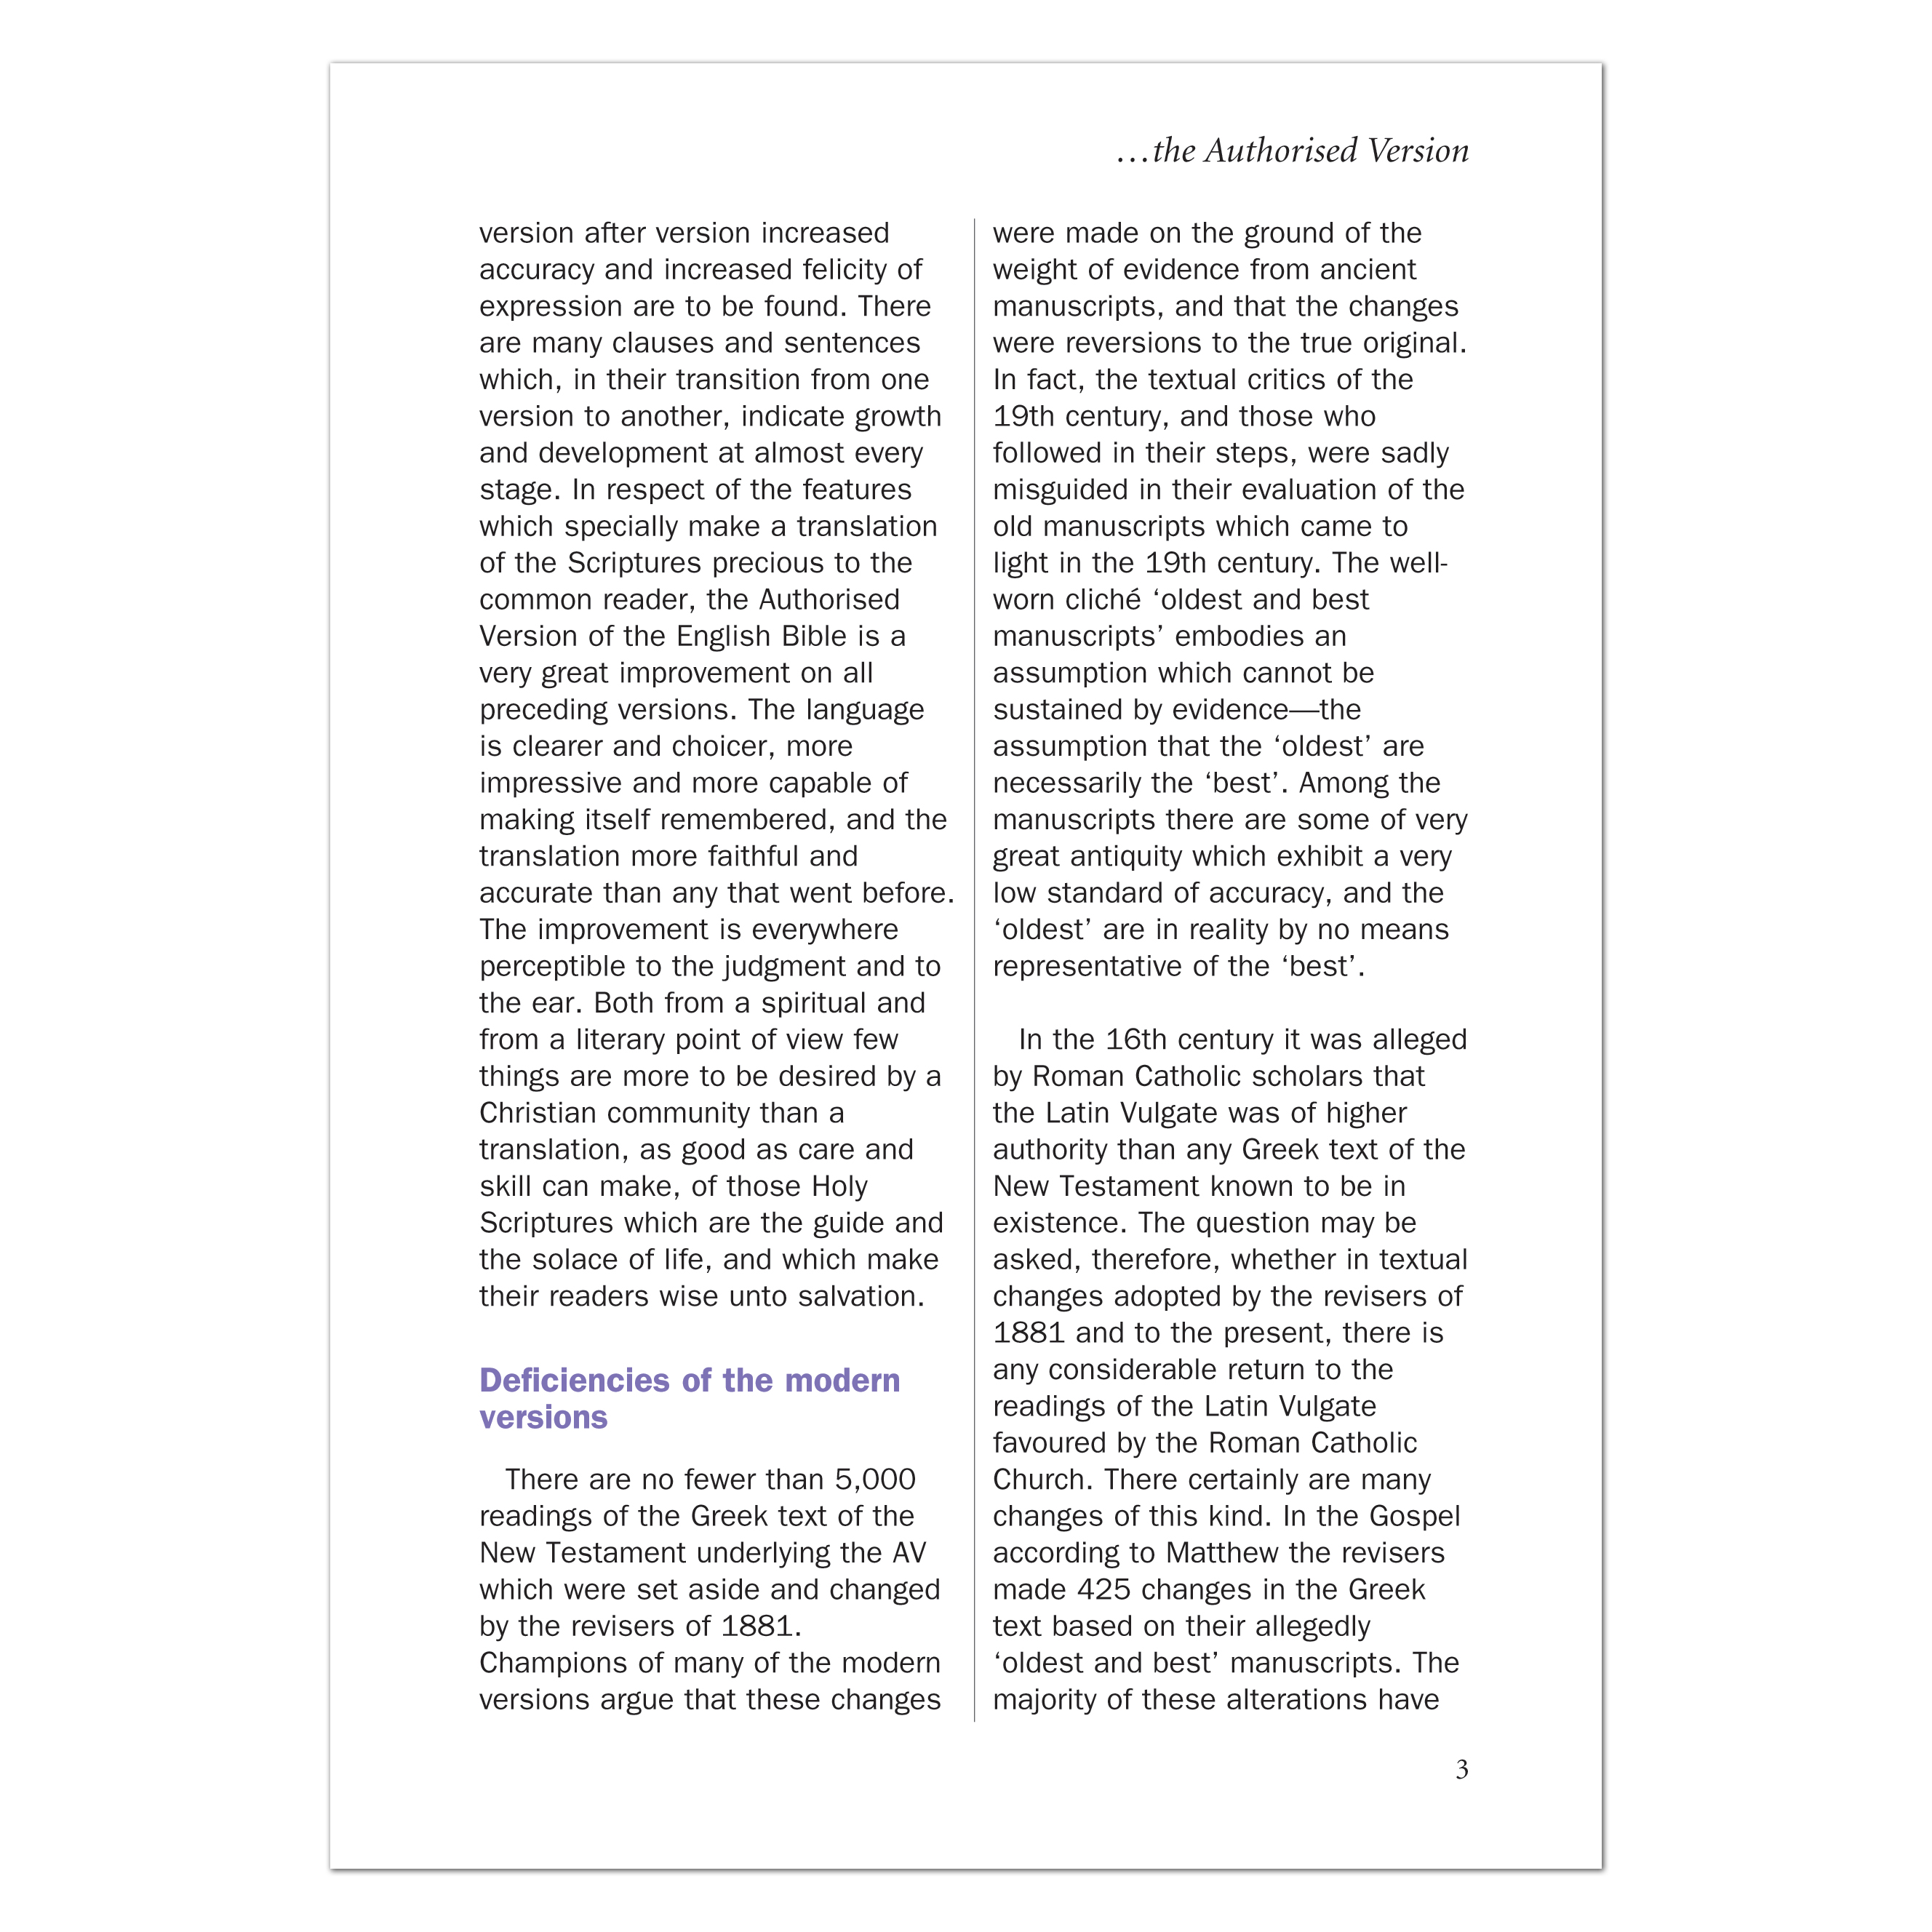 …the Authorised Version
version after version increased
accuracy and increased felicity of
expression are to be found. There
are many clauses and sentences
which, in their transition from one
version to another, indicate growth
and development at almost every
stage. In respect of the features
which specially make a translation
of the Scriptures precious to the
common reader, the Authorised
Version of the English Bible is a
very great improvement on all
preceding versions. The language
is clearer and choicer, more
impressive and more capable of
making itself remembered, and the
translation more faithful and
accurate than any that went before.
The improvement is everywhere
perceptible to the judgment and to
the ear. Both from a spiritual and
from a literary point of view few
things are more to be desired by a
Christian community than a
translation, as good as care and
skill can make, of those Holy
Scriptures which are the guide and
the solace of life, and which make
their readers wise unto salvation.
Deficiencies of the modern
versions
There are no fewer than 5,000
readings of the Greek text of the
New Testament underlying the AV
which were set aside and changed
by the revisers of 1881.
Champions of many of the modern
versions argue that these changes
were made on the ground of the
weight of evidence from ancient
manuscripts, and that the changes
were reversions to the true original.
In fact, the textual critics of the
19th century, and those who
followed in their steps, were sadly
misguided in their evaluation of the
old manuscripts which came to
light in the 19th century. The well-
worn cliché ‘oldest and best
manuscripts’ embodies an
assumption which cannot be
sustained by evidence—the
assumption that the ‘oldest’ are
necessarily the ‘best’. Among the
manuscripts there are some of very
great antiquity which exhibit a very
low standard of accuracy, and the
‘oldest’ are in reality by no means
representative of the ‘best’.
In the 16th century it was alleged
by Roman Catholic scholars that
the Latin Vulgate was of higher
authority than any Greek text of the
New Testament known to be in
existence. The question may be
asked, therefore, whether in textual
changes adopted by the revisers of
1881 and to the present, there is
any considerable return to the
readings of the Latin Vulgate
favoured by the Roman Catholic
Church. There certainly are many
changes of this kind. In the Gospel
according to Matthew the revisers
made 425 changes in the Greek
text based on their allegedly
‘oldest and best’ manuscripts. The
majority of these alterations have
3